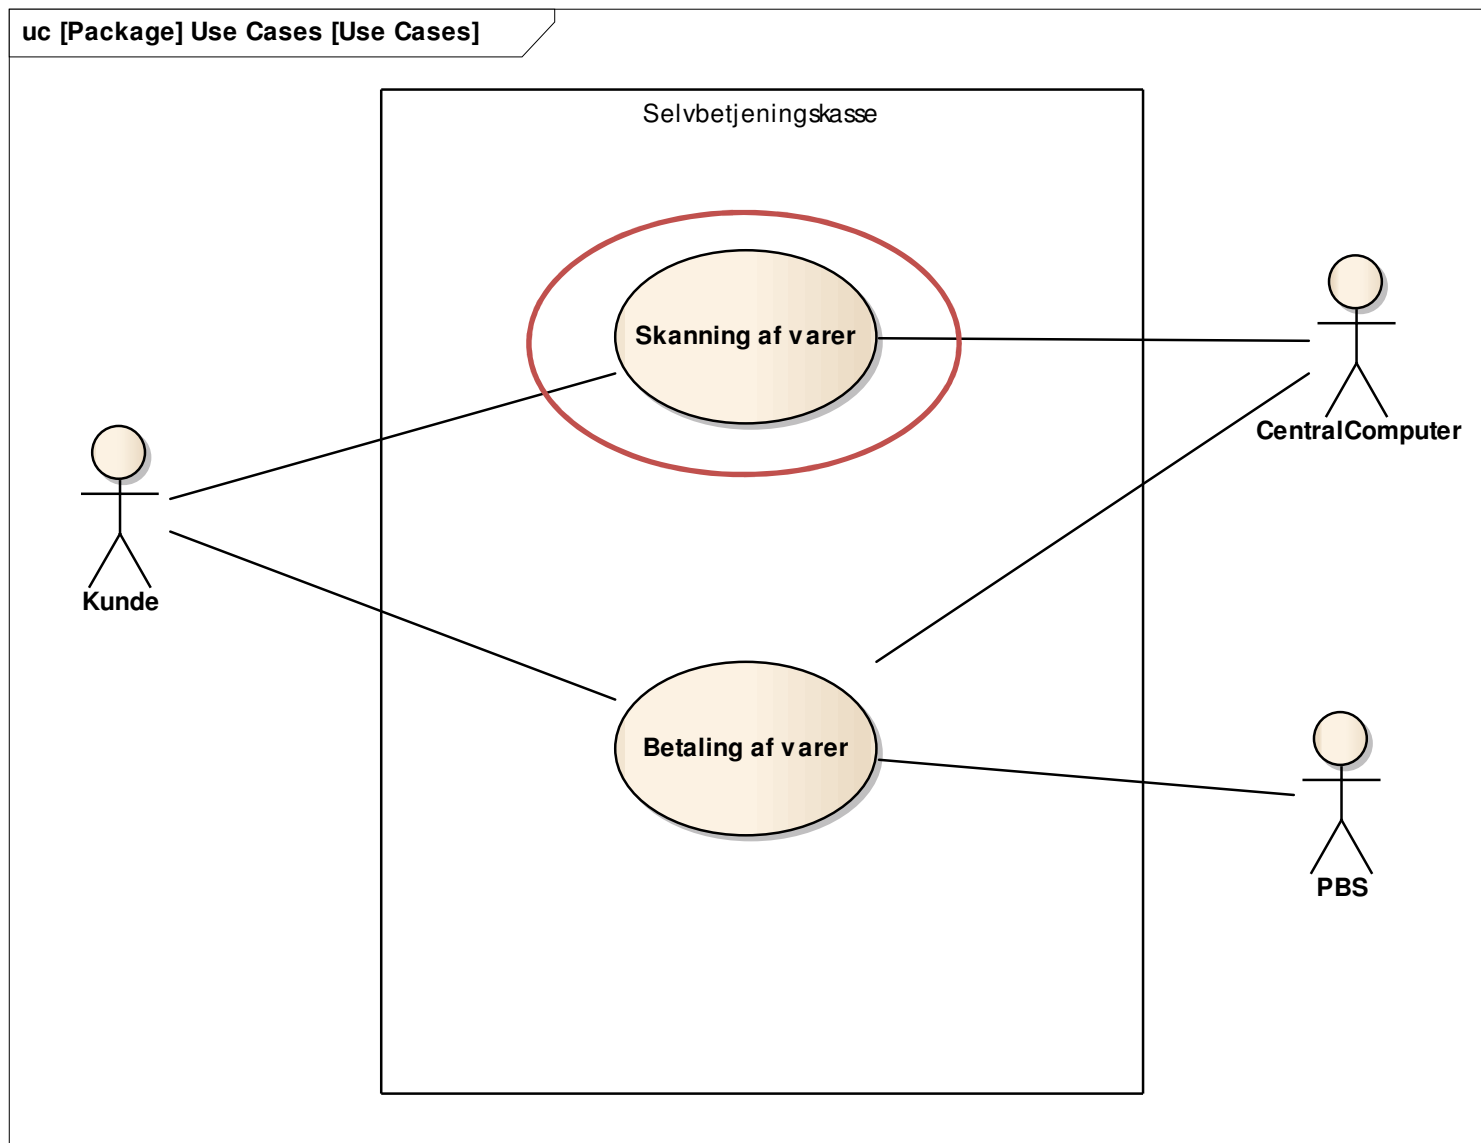 uc [Package] Use Cases [Use Cases]
Selvbetjeningskasse
Skanning af varer
CentralComputer
Kunde
Betaling af varer
PBS